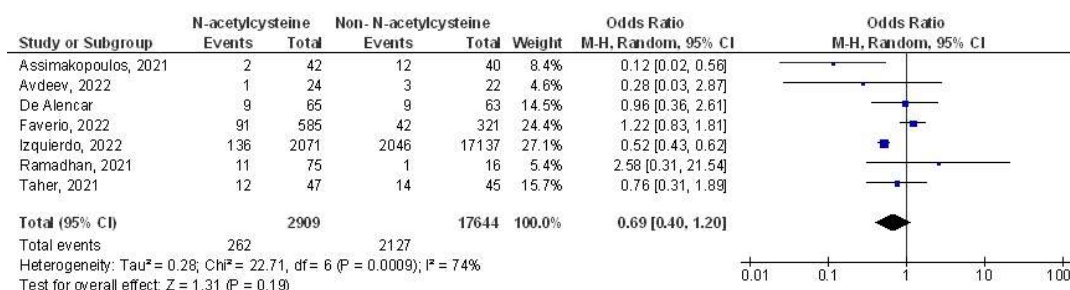 N-acetylcysteine Non- N-acetylcysteine Odds Ratio Odds Ratio
Study or Subgroup Events Total Events Total Weight M-H, Random, 95% CI M-H, Random, 95% CI
Assimakopoulos, 2021 2 42 12 40 8.4% 0.12 [0.02, 0.56]
Avdeev, 2022 1 24 3 22 4.6% 0.28 [0.03, 2.87]
De Alencar 9 65 9 63 14.5% 0.96 [0.36, 2.61]
Faverio, 2022 91 585 42 321 24.4% 1.22 [0.83, 1.81]
Izquierdo, 2022 136 2071 2046 17137 27.1% 0.52 [0.43, 0.62]
Ramadhan, 2021 11 75 1 16 5.4% 2.58 [0.31, 21.54]
Taher, 2021 12 47 14 45 15.7% 0.76 [0.31, 1.89]
Total (95% CI) 2909 17644 100.0% 0.69 [0.40, 1.20]
Total events 262 2127
Heterogeneity: Tau² = 0.28; Chi² = 22.71, df = 6 (P = 0.0009); I² = 74%
Test for overall effect: Z = 1.31 (P = 0.19)
0.01 0.1 1 10 100